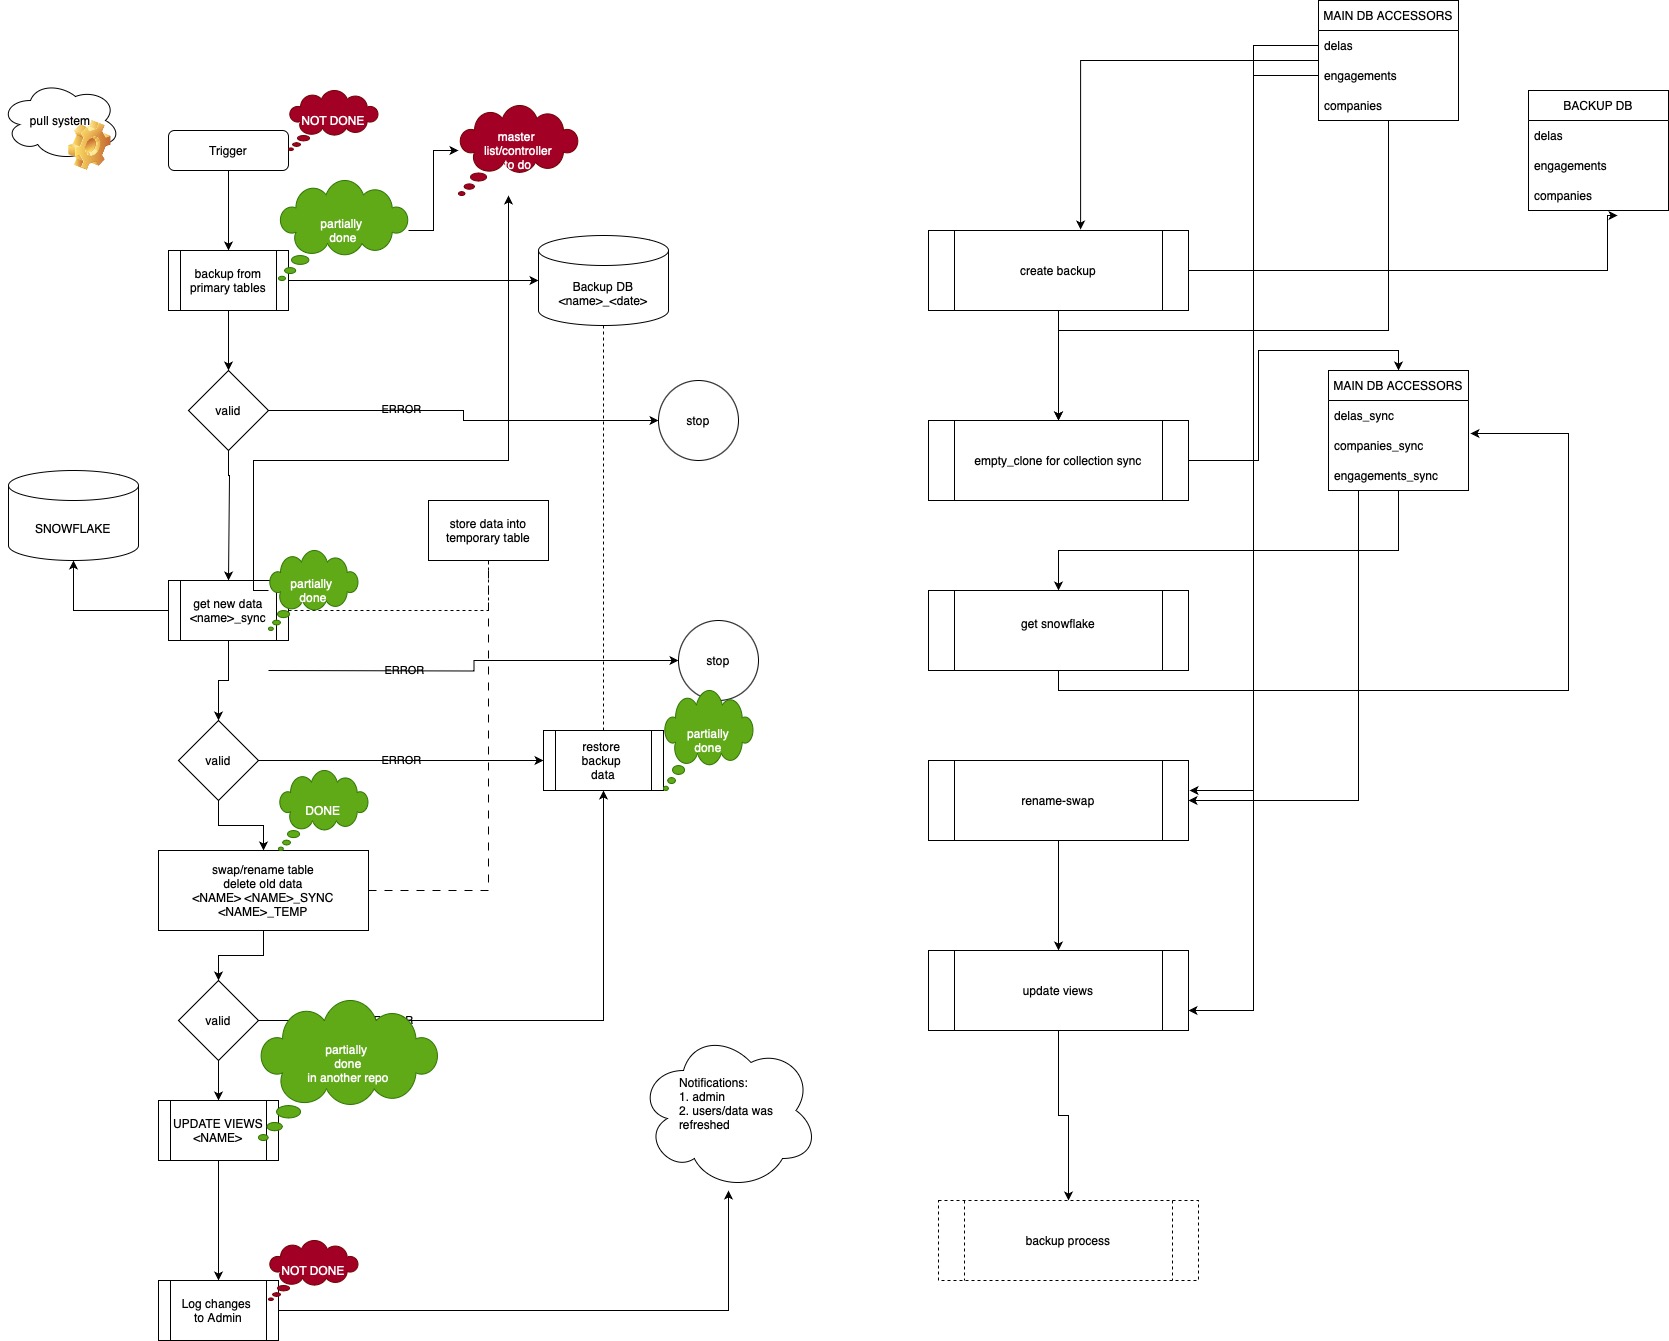 pull system
Trigger
NOT DONE
master
list/controller
to do
partially
done
backup from
primary tables
Backup DB
<name>_<date>
valid
ERROR
stop
SNOWFLAKE
store data into
temporary table
get new data
<name>_sync
partially
done
ERROR
stop
valid
ERROR
restore
backup
data
partially
done
DONE
swap/rename table
delete old data
<NAME> <NAME>_SYNC
<NAME>_TEMP
valid
partially
done
in another repo
UPDATE VIEWS
<NAME>
Notifications:
1. admin
2. users/data was
refreshed
NOT DONE
Log changes
to Admin
MAIN DB ACCESSORS
delas
engagements
companies
BACKUP DB
delas
engagements
companies
create backup
MAIN DB ACCESSORS
delas_sync
companies_sync
engagements_sync
empty_clone for collection sync
get snowflake
rename-swap
update views
backup process